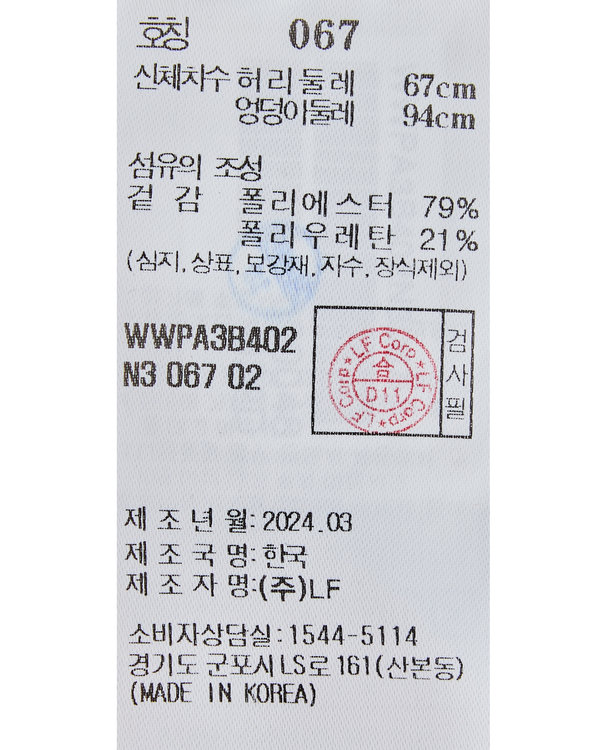 호칭 067
신체치수 허리둘레 67cm
엉덩이둘레 94cm
섬유의 조성
겉감 폴리에스터 79%
폴리우레탄 21%
(심지,상표,보강재,자수,장식제외)
WWPA3B402
N3 067 02
검사필
LF Corp * LF Corp * LF Corp *
合
D11
제조년월: 2024.03
제조국명: 한국
제조자명:(주)LF
소비자상담실: 1544-5114
경기도 군포시 LS로 161(산본동)
(MADE IN KOREA)